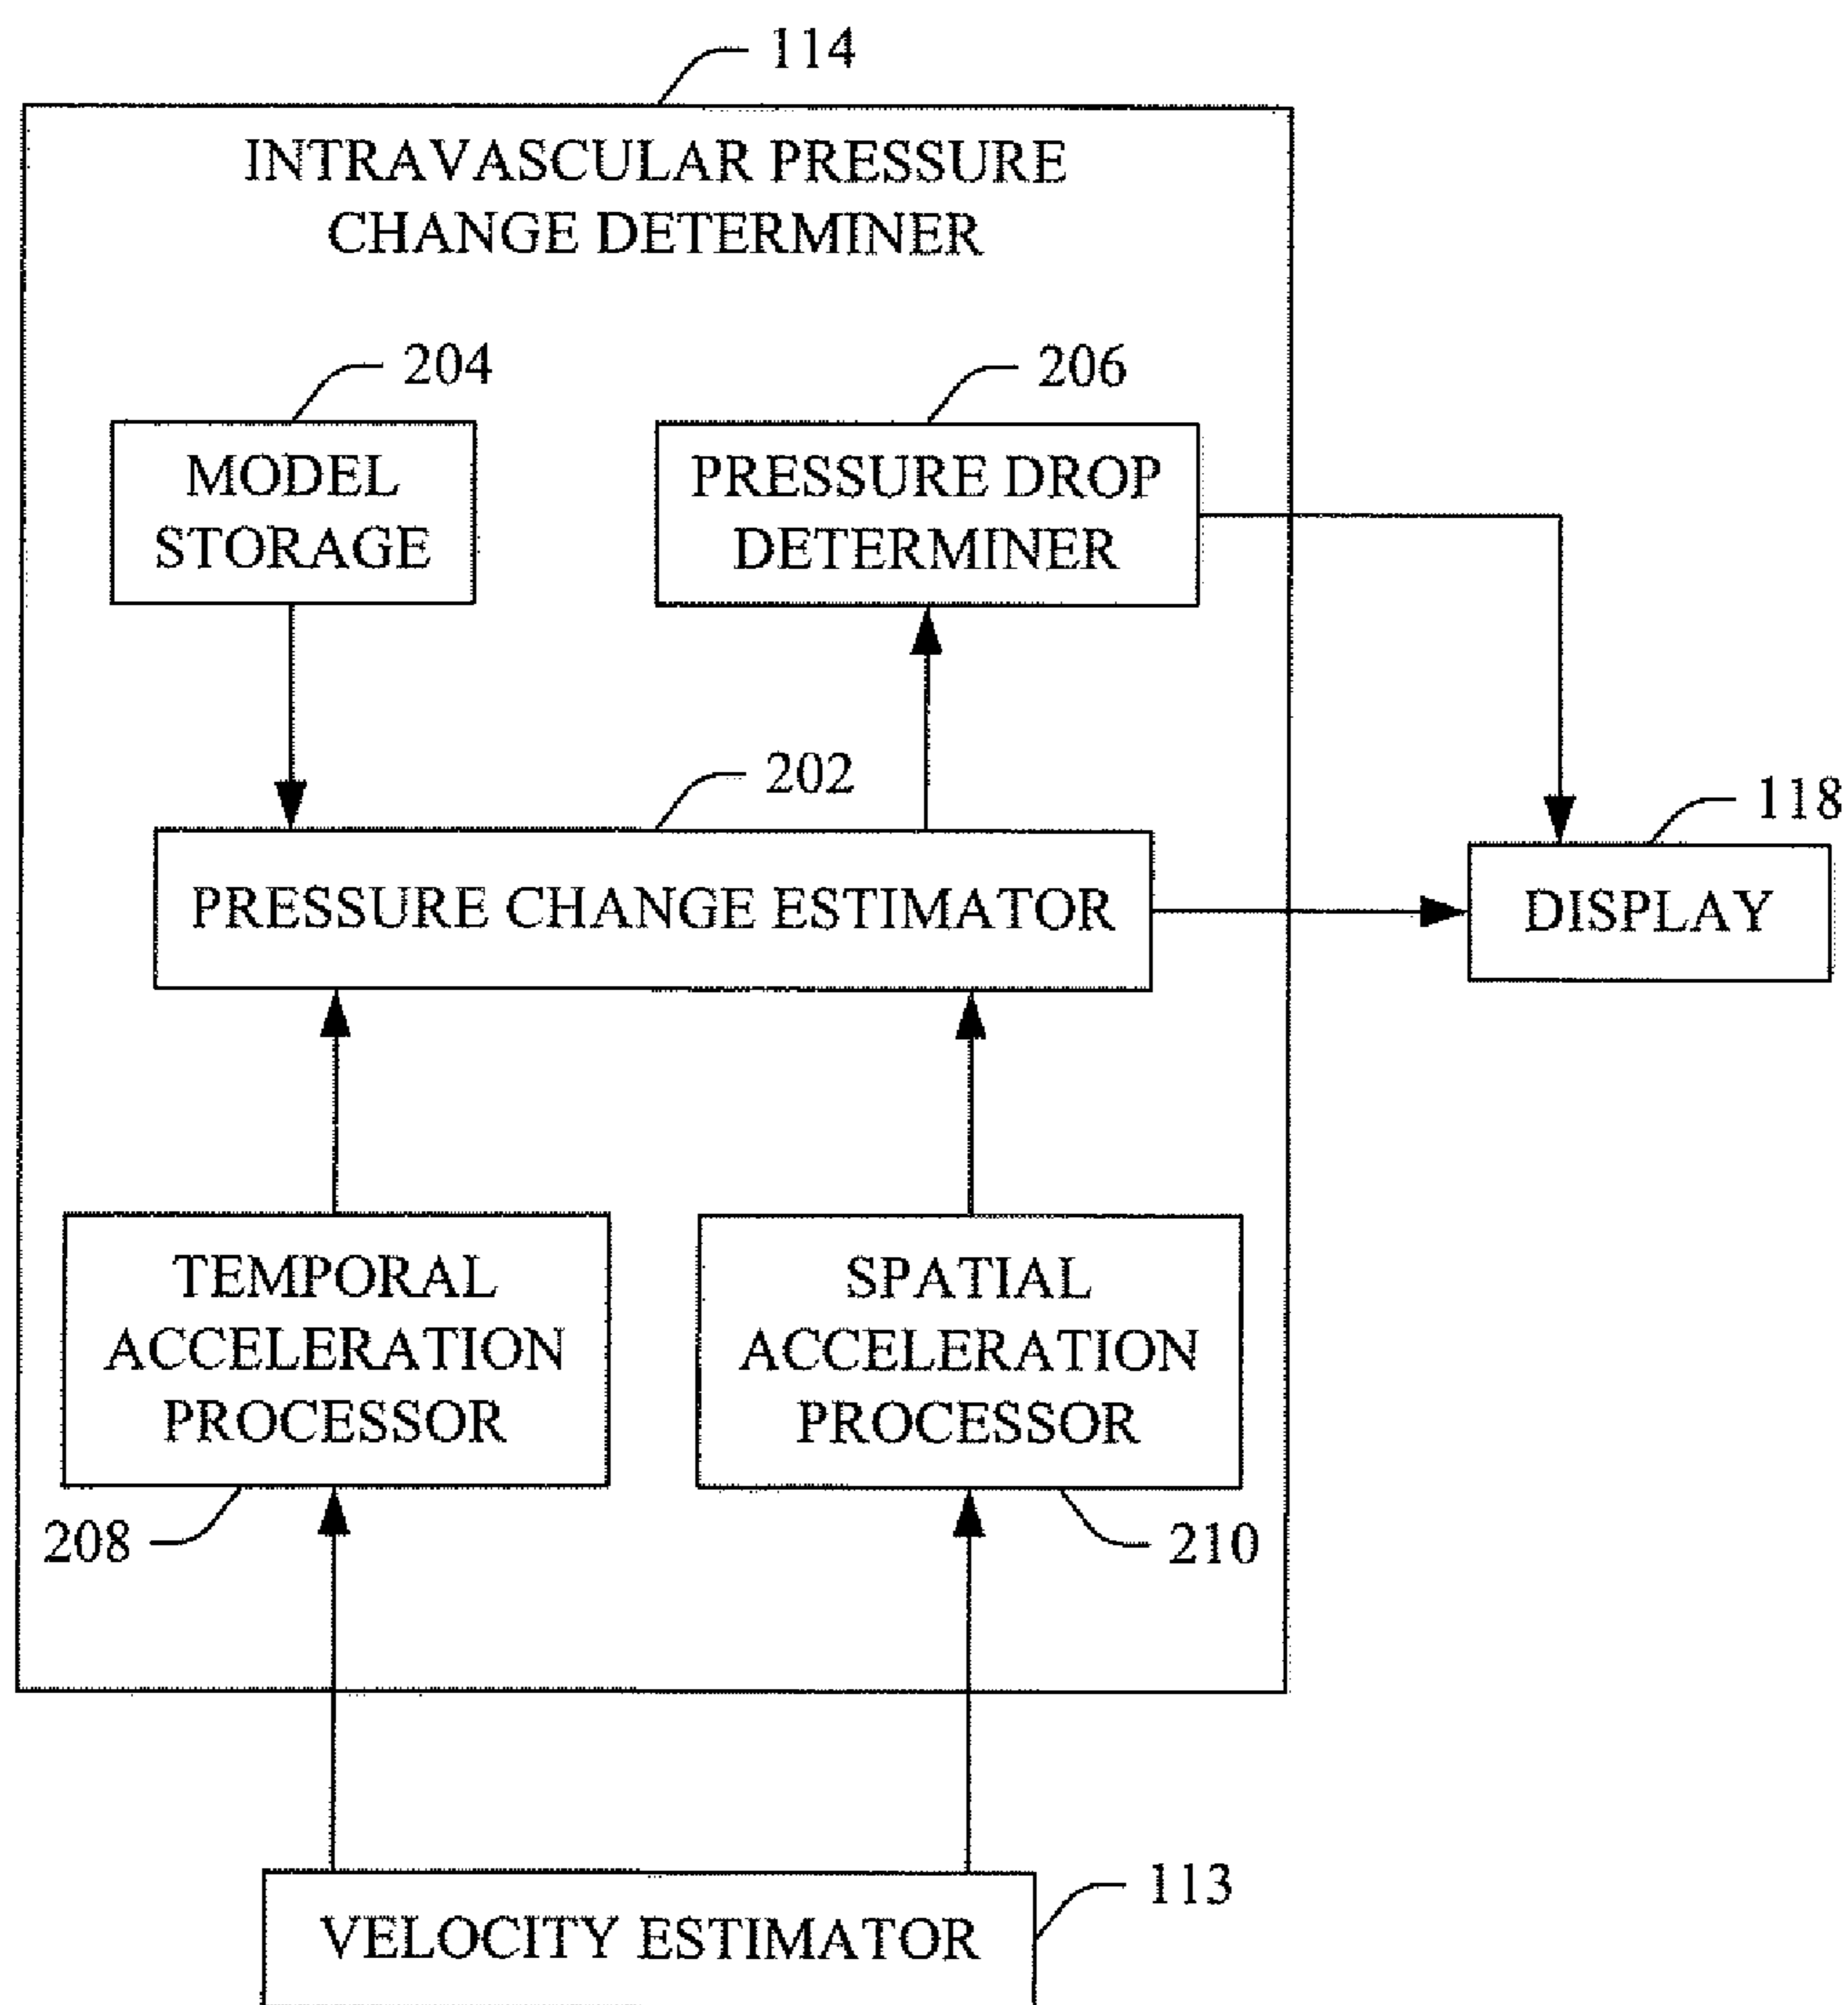 114
INTRAVASCULAR PRESSURE
CHANGE DETERMINER
204
206
MODEL
STORAGE
PRESSURE DROP
DETERMINER
202
118
PRESSURE CHANGE ESTIMATOR
DISPLAY
TEMPORAL
ACCELERATION
PROCESSOR
SPATIAL
ACCELERATION
PROCESSOR
208
210
113
VELOCITY ESTIMATOR